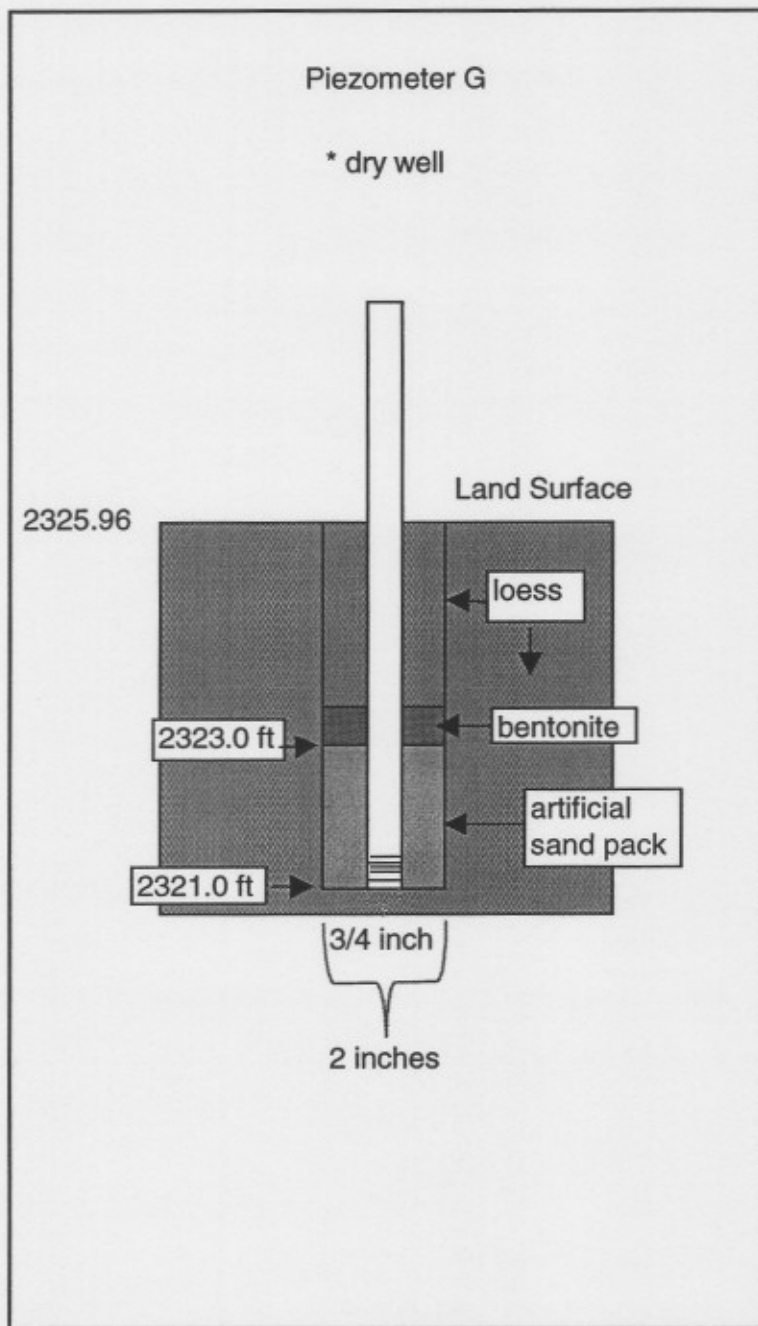 Piezometer G
* dry well
Land Surface
2325.96
loess
bentonite
2323.0 ft
artificial
sand pack
2321.0 ft
3/4 inch
2 inches